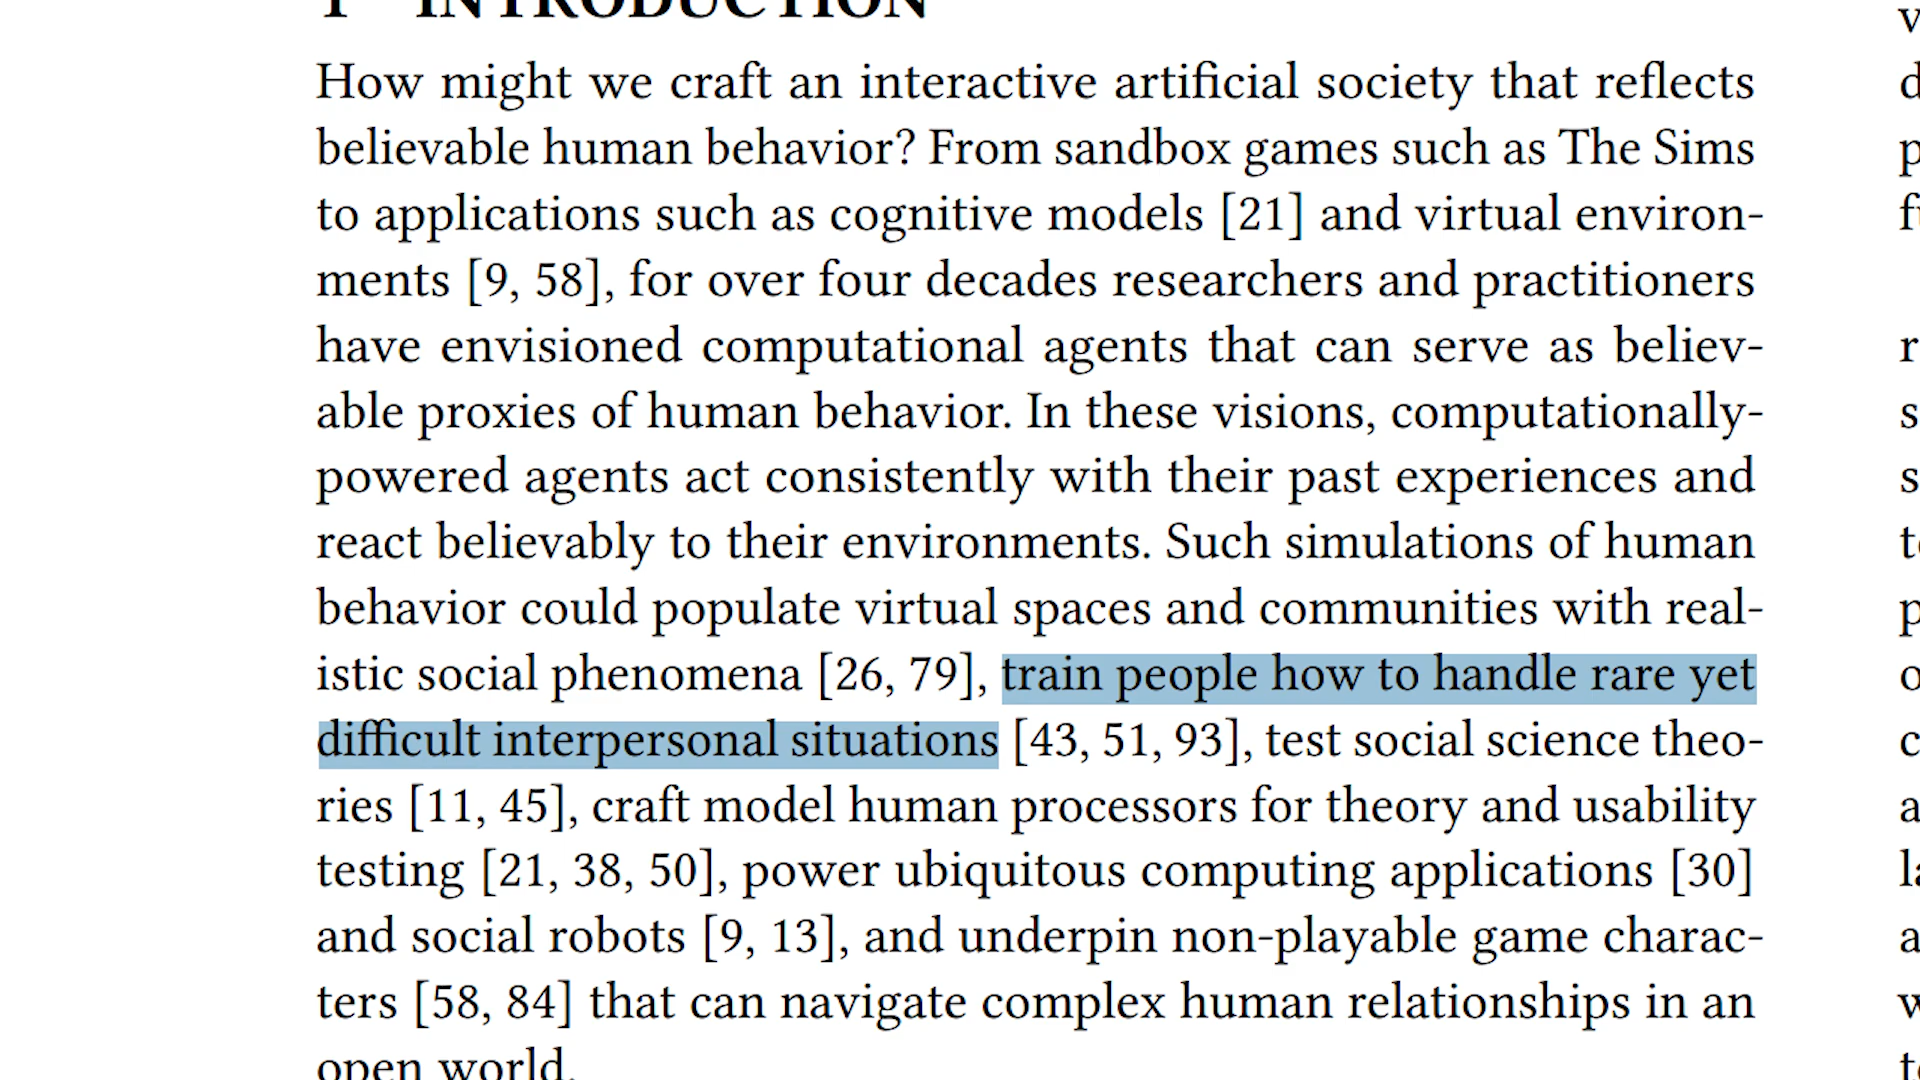 1 INTRODUCTION
How might we craft an interactive artificial society that reflects
believable human behavior? From sandbox games such as The Sims
to applications such as cognitive models [21] and virtual environ-
ments [9, 58], for over four decades researchers and practitioners
have envisioned computational agents that can serve as believ-
able proxies of human behavior. In these visions, computationally-
powered agents act consistently with their past experiences and
react believably to their environments. Such simulations of human
behavior could populate virtual spaces and communities with real-
istic social phenomena [26, 79], train people how to handle rare yet
difficult interpersonal situations [43, 51, 93], test social science theo-
ries [11, 45], craft model human processors for theory and usability
testing [21, 38, 50], power ubiquitous computing applications [30]
and social robots [9, 13], and underpin non-playable game charac-
ters [58, 84] that can navigate complex human relationships in an
open world.